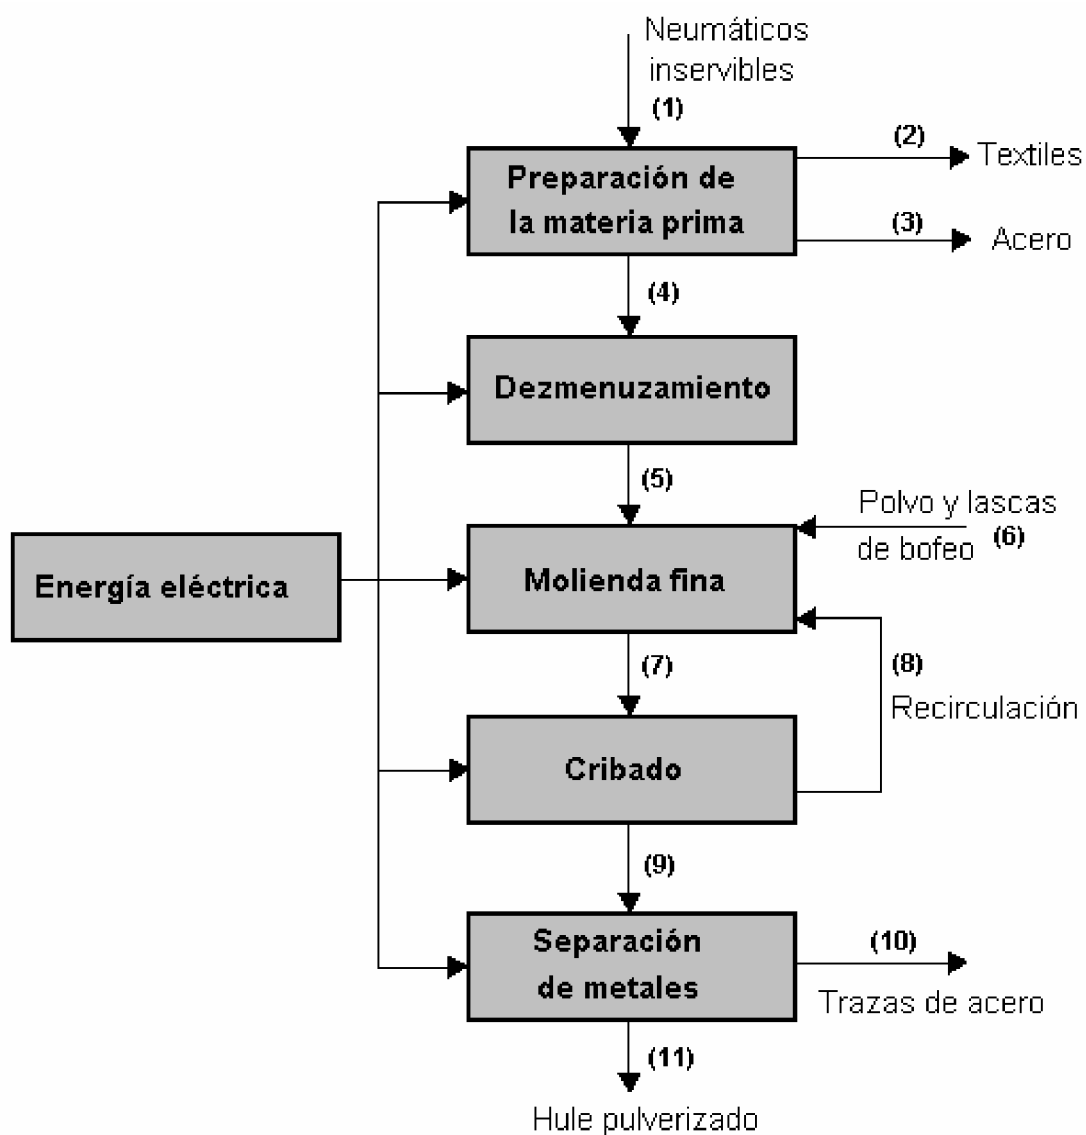 Neumáticos
inservibles
(1)
(2)
Textiles
Preparación de
la materia prima
(3)
Acero
(4)
Dezmenuzamiento
(5)
Polvo y lascas
de bofeo (6)
Energía eléctrica
Molienda fina
(7)
(8)
Recirculación
Cribado
(9)
Separación
de metales
(10)
Trazas de acero
(11)
Hule pulverizado